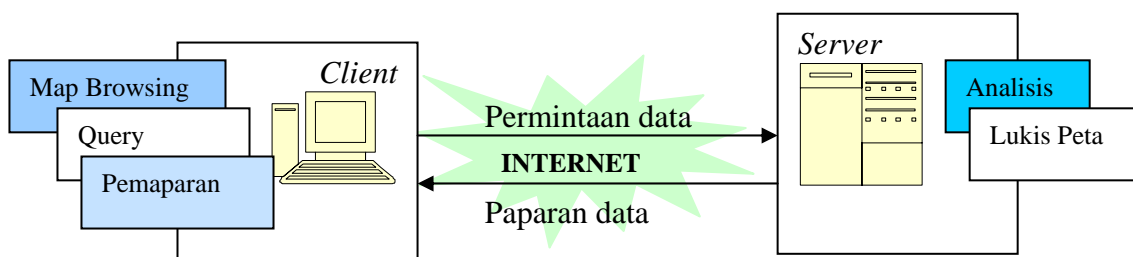 Client
Map Browsing
Query
Pemaparan
Permintaan data
INTERNET
Paparan data
Server
Analisis
Lukis Peta